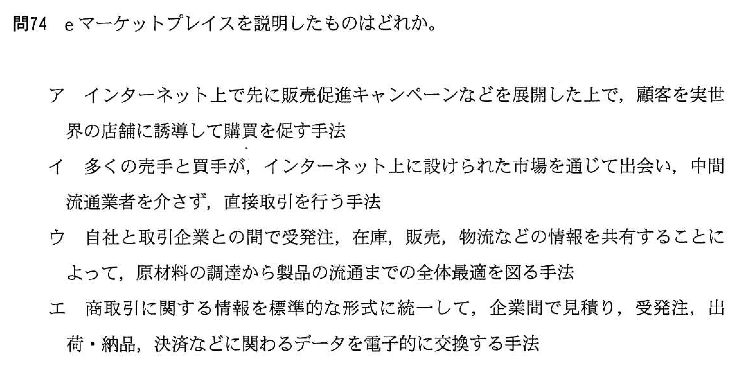 問74 eマーケットプレイスを説明したものはどれか。
ア インターネット上で先に販売促進キャンペーンなどを展開した上で，顧客を実世
界の店舗に誘導して購買を促す手法
イ 多くの売手と買手が，インターネット上に設けられた市場を通じて出会い，中間
流通業者を介さず，直接取引を行う手法
ウ 自社と取引企業との間で受発注，在庫，販売，物流などの情報を共有することに
よって，原材料の調達から製品の流通までの全体最適を図る手法
エ 商取引に関する情報を標準的な形式に統一して，企業間で見積り，受発注，出
荷・納品，決済などに関わるデータを電子的に交換する手法